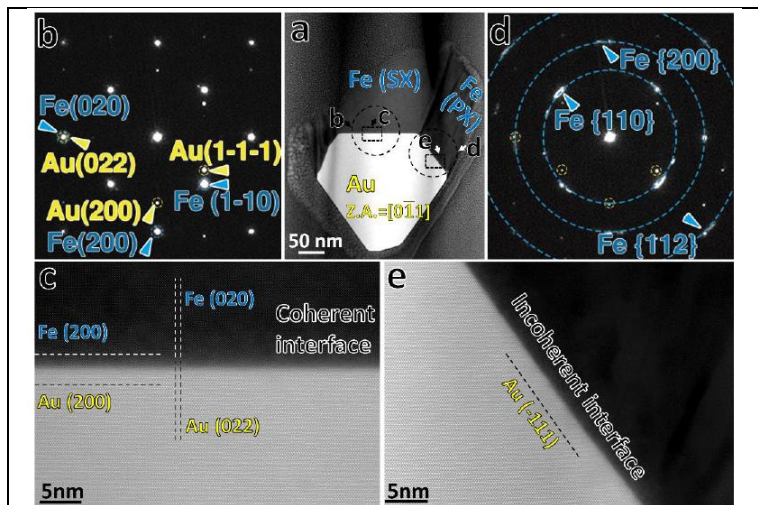 b
Fe(020)
Au(022)
Au(1-1-1)
Au(200)
Fe (1-10)
Fe(200)
a
Fe (SX)
Fe (PX)
b
c
e
d
Au
Z.A.=[01̄1]
50 nm
d
Fe {200}
Fe {110}
Fe {112}
c
Fe (020)
Fe (200)
Coherent
interface
Au (200)
Au (022)
5nm
e
Incoherent interface
Au (-111)
5nm